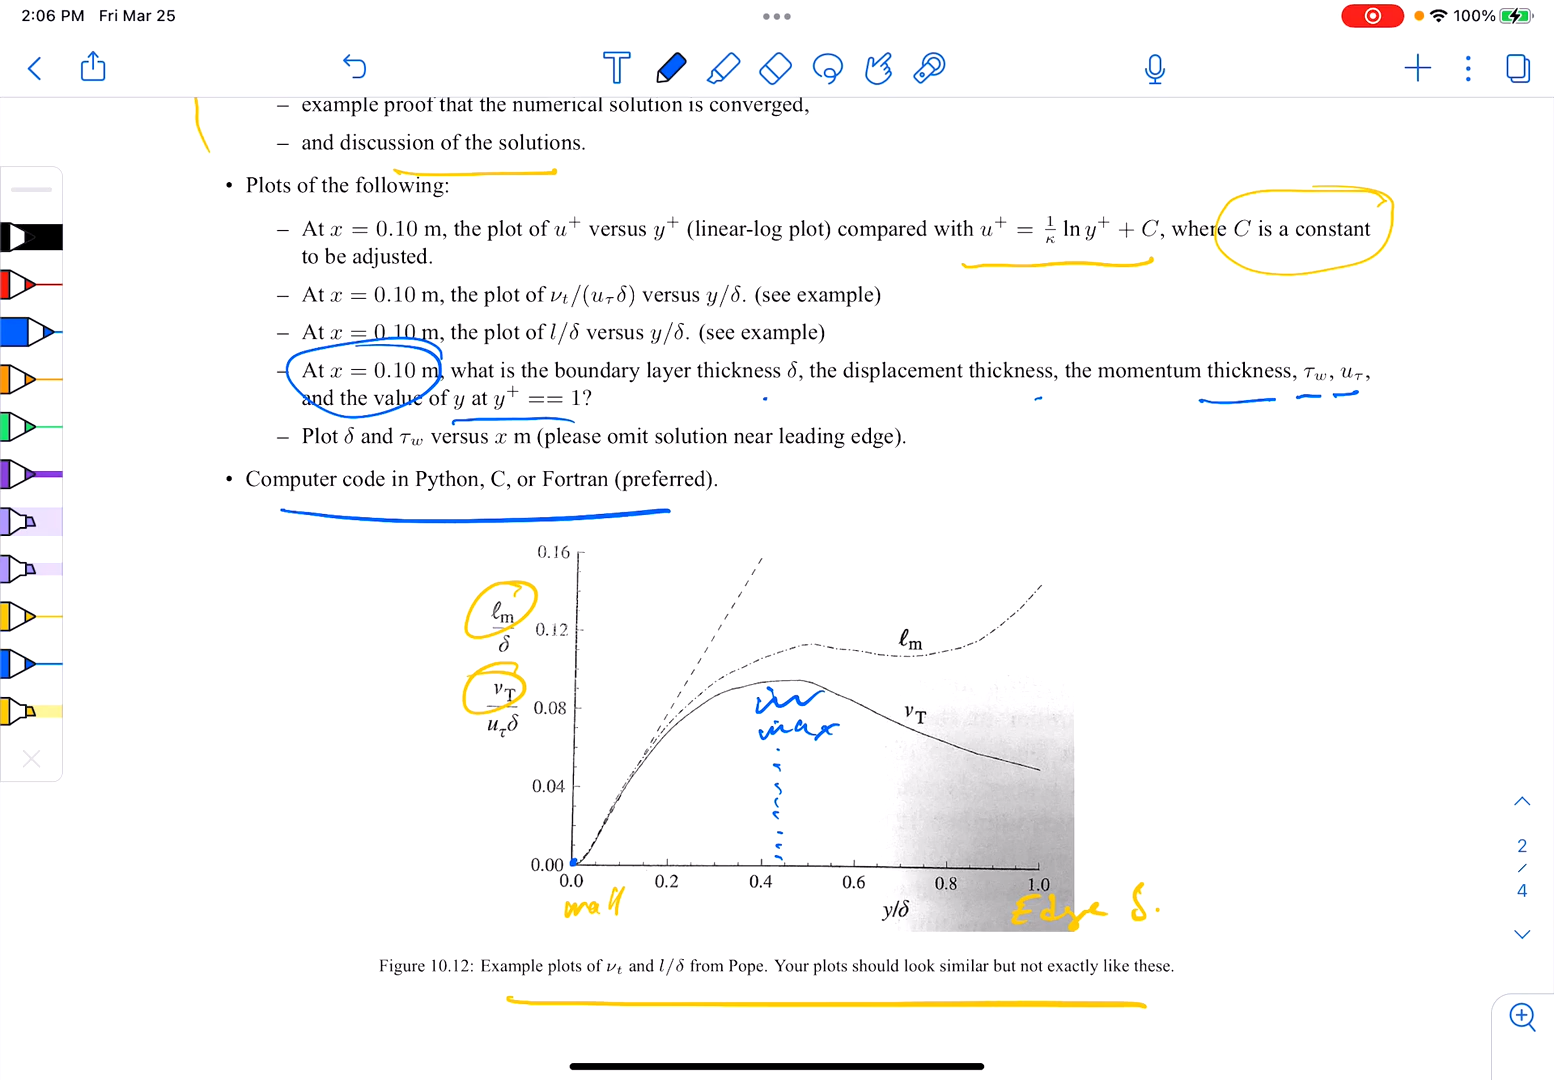 2:06 PM Fri Mar 25
100%
– example proof that the numerical solution is converged,
– and discussion of the solutions.
• Plots of the following:
– At x = 0.10 m, the plot of u⁺ versus y⁺ (linear-log plot) compared with u⁺ = 1/κ ln y⁺ + C, where C is a constant
to be adjusted.
– At x = 0.10 m, the plot of νt/(uτδ) versus y/δ. (see example)
– At x = 0.10 m, the plot of l/δ versus y/δ. (see example)
– At x = 0.10 m, what is the boundary layer thickness δ, the displacement thickness, the momentum thickness, τw, uτ,
and the value of y at y⁺ == 1?
– Plot δ and τw versus x m (please omit solution near leading edge).
• Computer code in Python, C, or Fortran (preferred).
0.16
ℓm/δ
0.12
ℓm
νT/uτδ
0.08
νT
max
0.04
0.00
0.0 0.2 0.4 0.6 0.8 1.0
y/δ
wall
Edge δ.
Figure 10.12: Example plots of νt and l/δ from Pope. Your plots should look similar but not exactly like these.
2
/
4